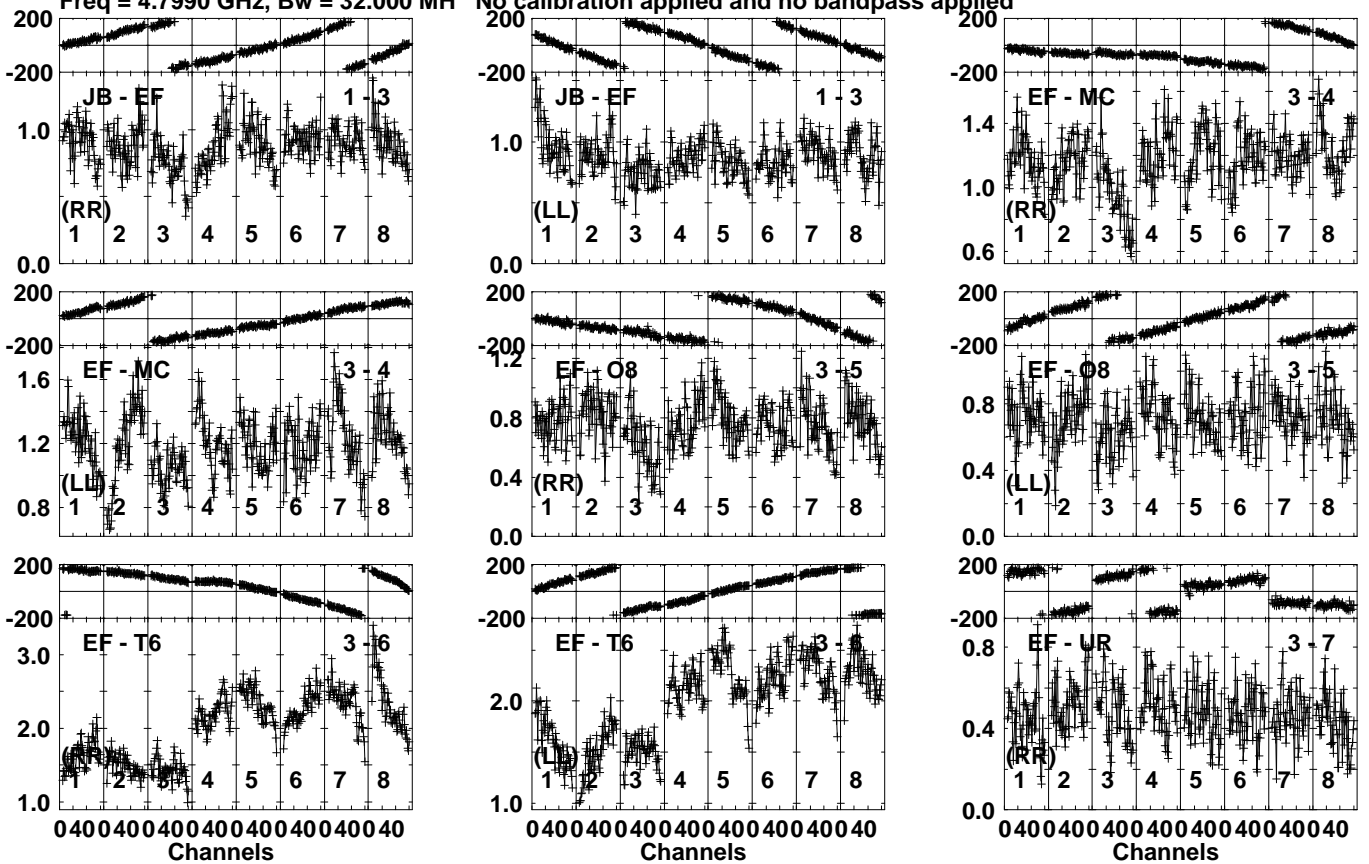 Freq = 4.7990 GHz, Bw = 32.000 MH No calibration applied and no bandpass applied
200
-200
JB - EF 1 - 3
1.0
(RR)
1 2 3 4 5 6 7 8
0.0
JB - EF 1 - 3
1.0
(LL)
1 2 3 4 5 6 7 8
0.0
200
-200
EF - MC 3 - 4
1.4
1.0
(RR)
1 2 3 4 5 6 7 8
0.6
200
-200
EF - MC 3 - 4
1.6
1.2
(LL)
1 2 3 4 5 6 7 8
0.8
200
-200
1.2
EF - O8 3 - 5
0.8
0.4
(RR)
1 2 3 4 5 6 7 8
0.0
200
-200
EF - O8 3 - 5
0.8
0.4
(LL)
1 2 3 4 5 6 7 8
0.0
200
-200
EF - T6 3 - 6
3.0
2.0
(RR)
1 2 3 4 5 6 7 8
1.0
0 40 0 40 0 40 0 40 0 40 0 40 0 40 0 40
Channels
200
-200
EF - T6 3 - 6
2.0
(LL)
1 2 3 4 5 6 7 8
1.0
0 40 0 40 0 40 0 40 0 40 0 40 0 40 0 40
Channels
200
-200
EF - UR 3 - 7
0.8
0.4
(RR)
1 2 3 4 5 6 7 8
0.0
0 40 0 40 0 40 0 40 0 40 0 40 0 40 0 40
Channels